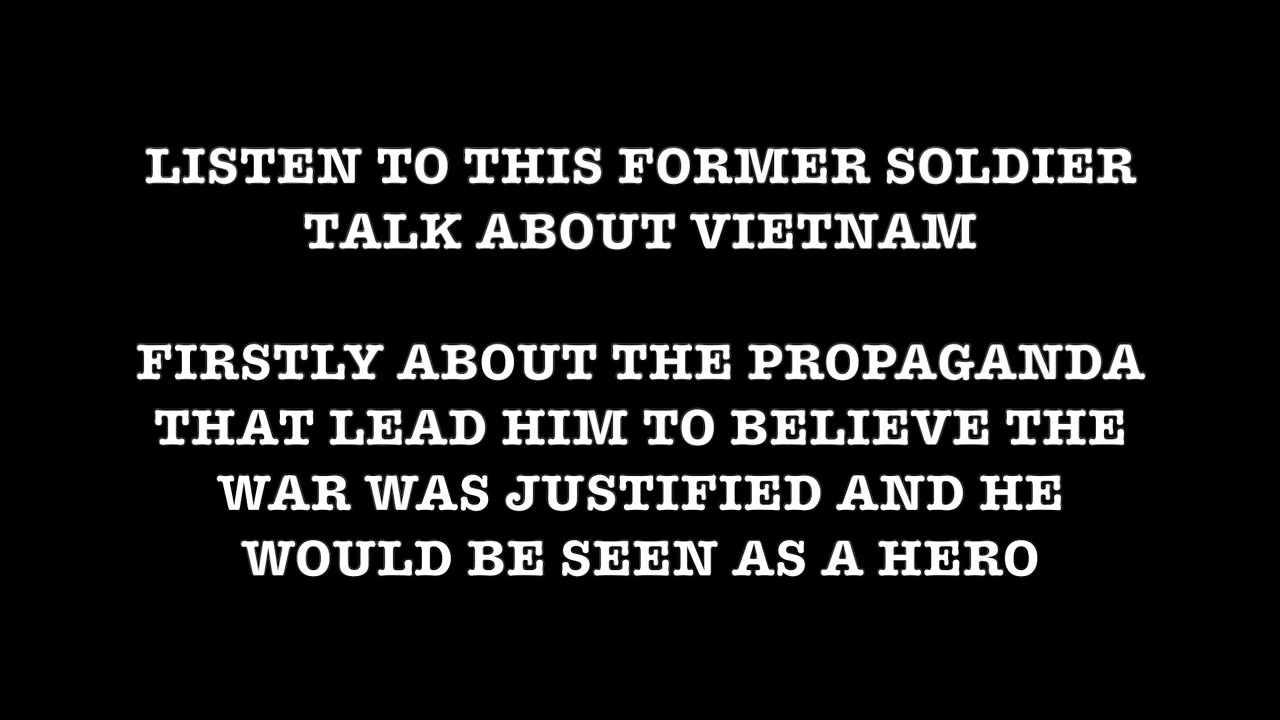 LISTEN TO THIS FORMER SOLDIER
TALK ABOUT VIETNAM
FIRSTLY ABOUT THE PROPAGANDA
THAT LEAD HIM TO BELIEVE THE
WAR WAS JUSTIFIED AND HE
WOULD BE SEEN AS A HERO